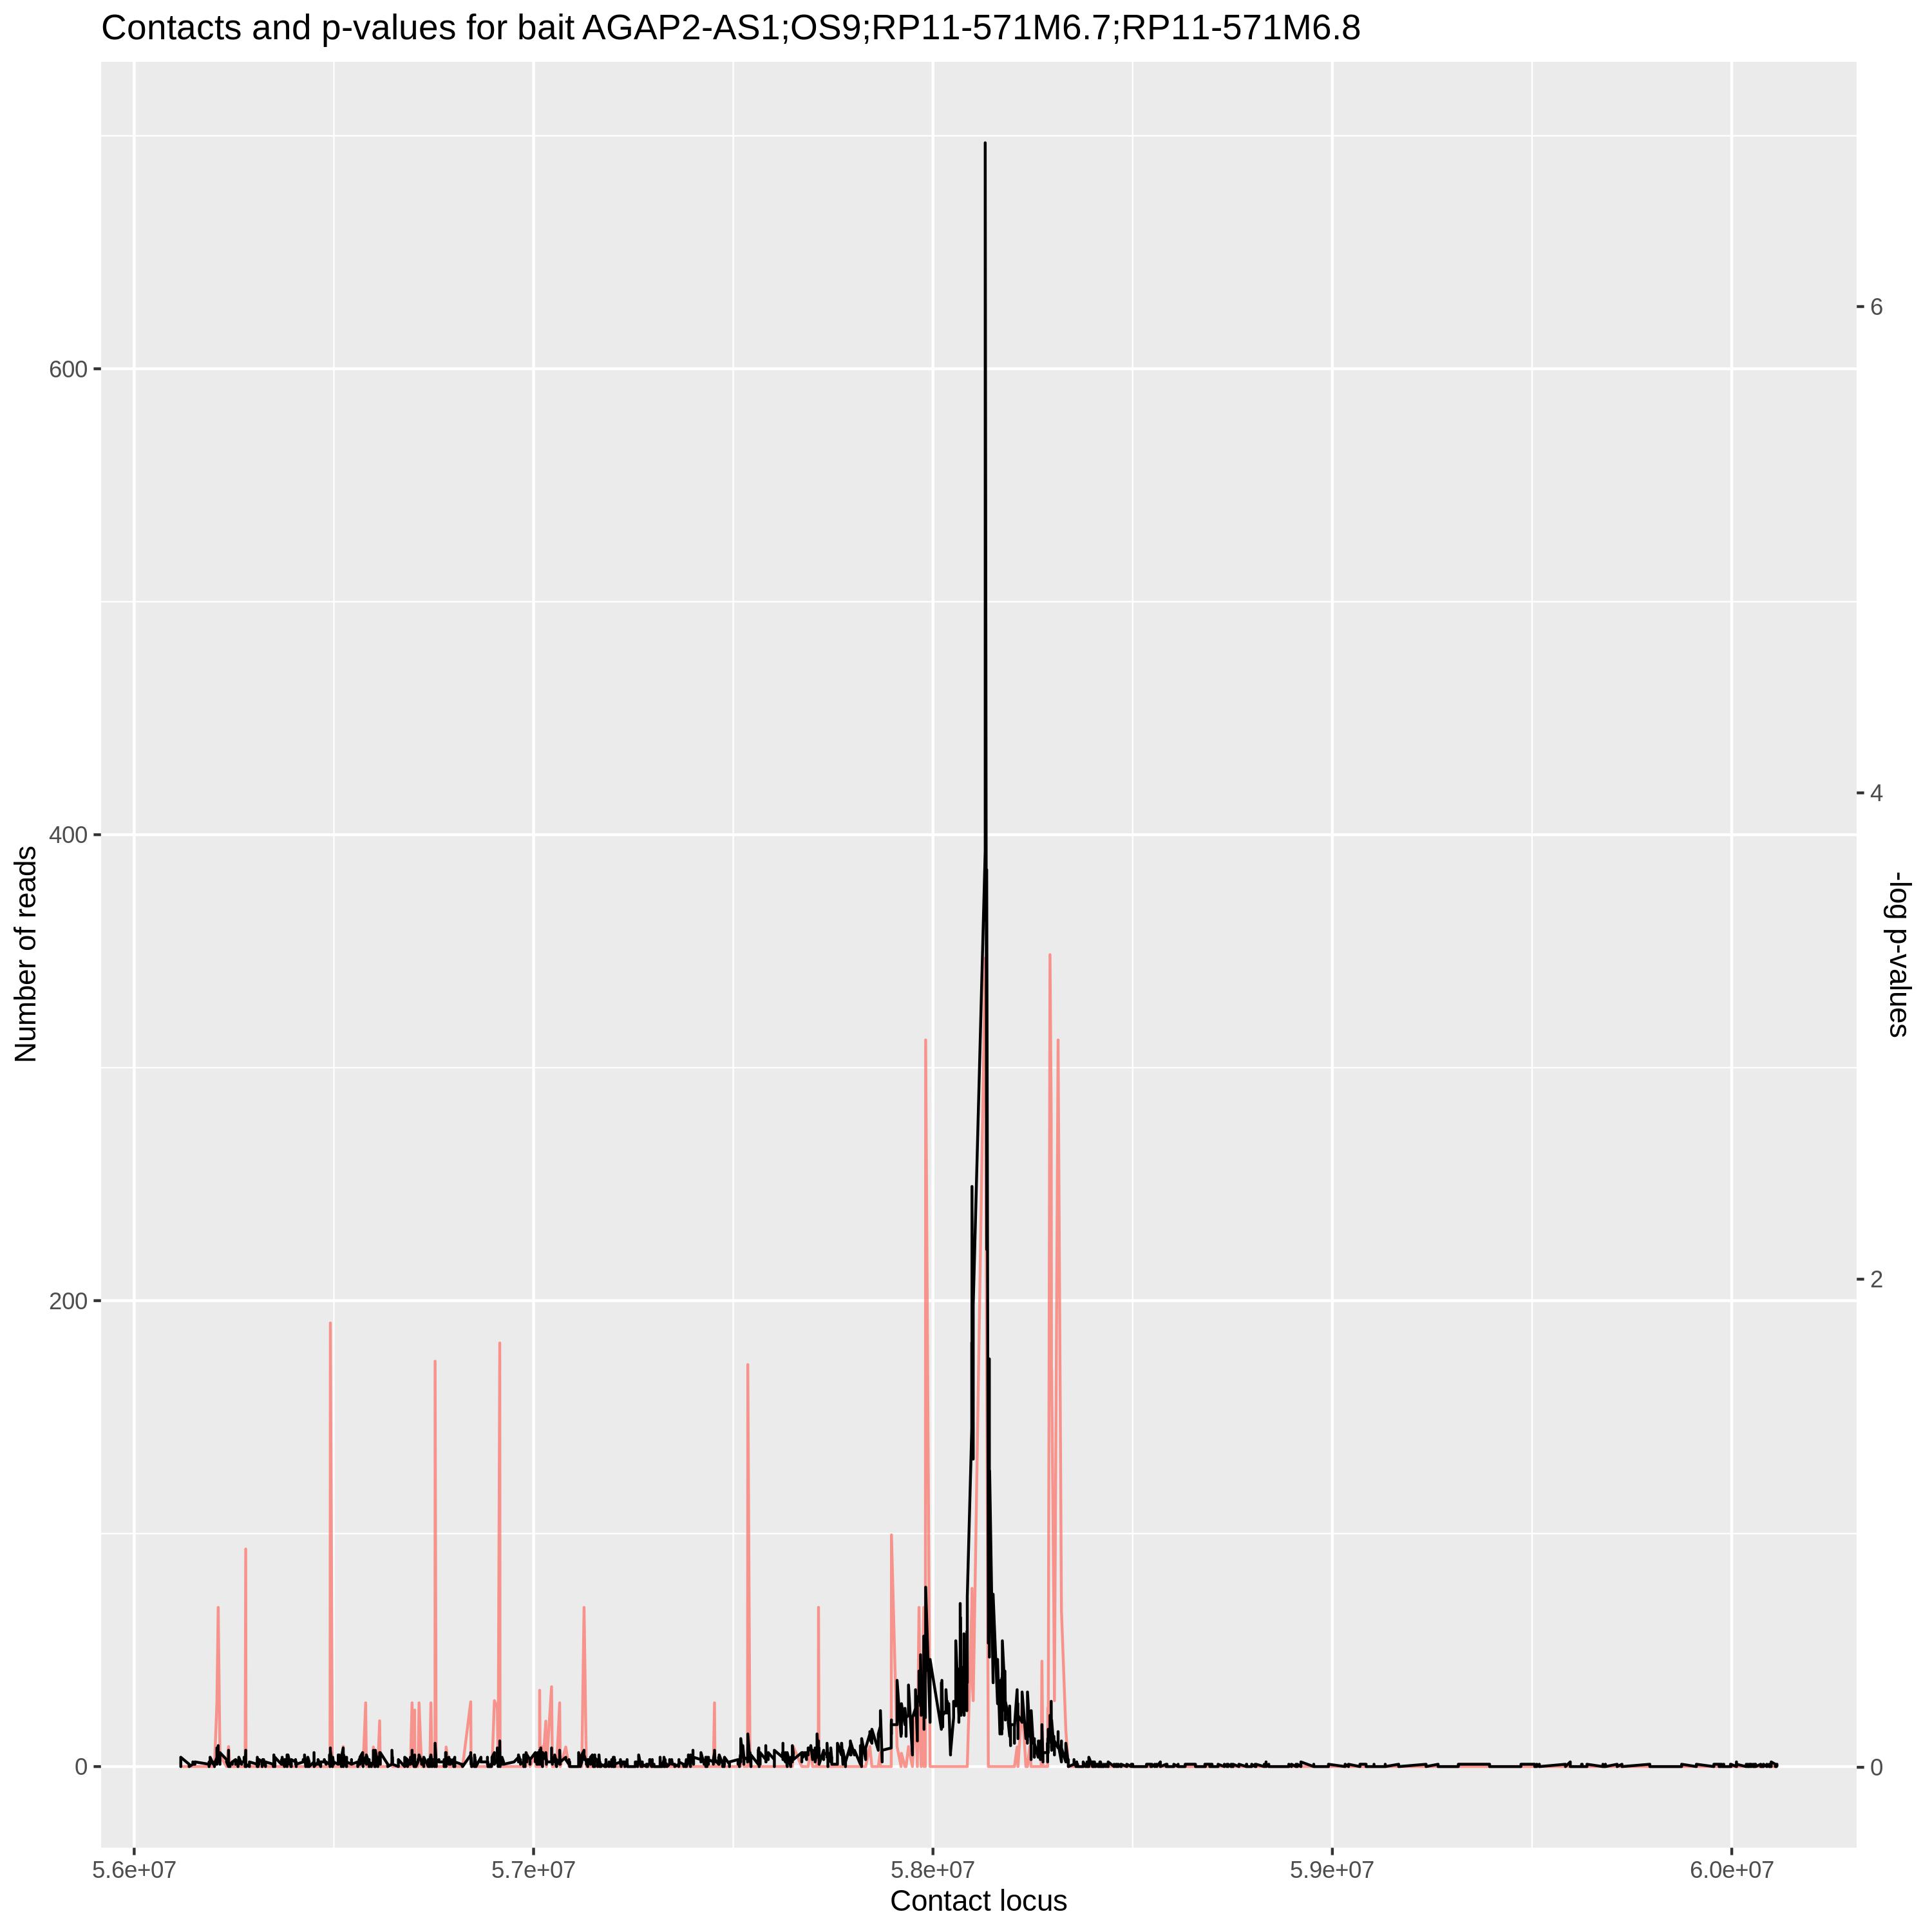 Contacts and p-values for bait AGAP2-AS1;OS9;RP11-571M6.7;RP11-571M6.8
Number of reads
600
400
200
0
6
4
2
0
-log p-values
5.6e+07 5.7e+07 5.8e+07 5.9e+07 6.0e+07
Contact locus